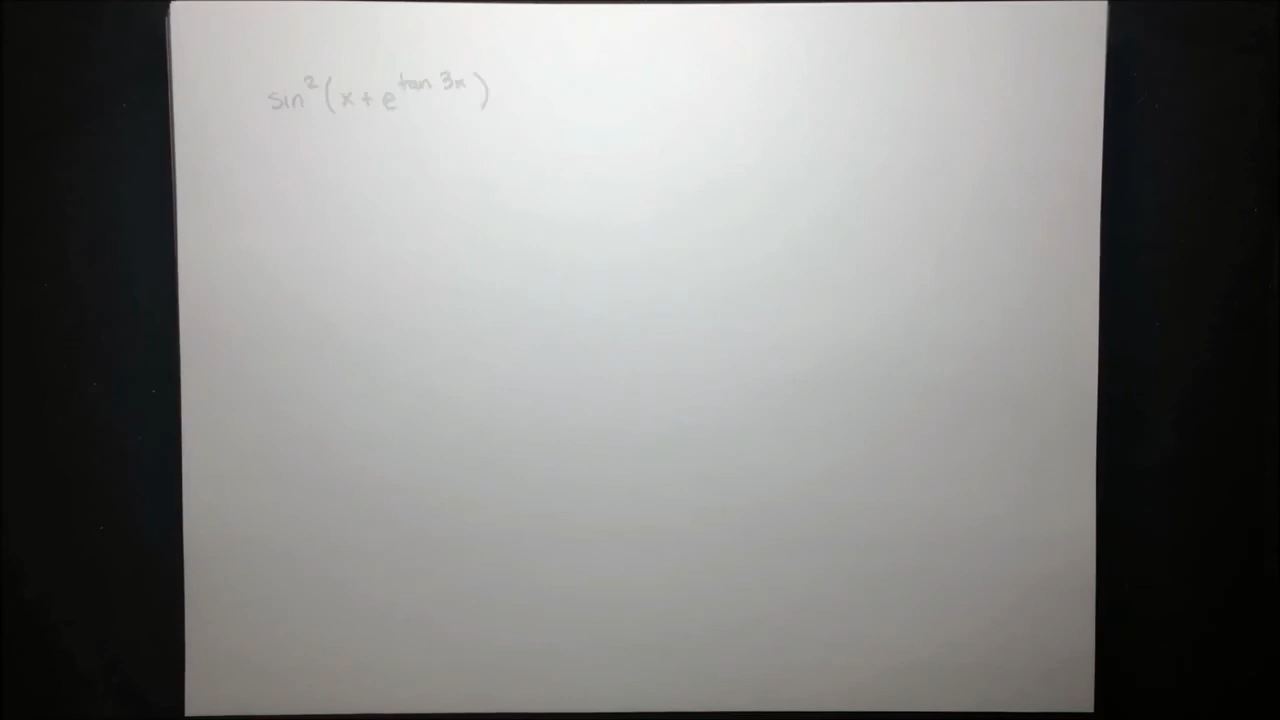 sin²(x + e^(tan 3x))